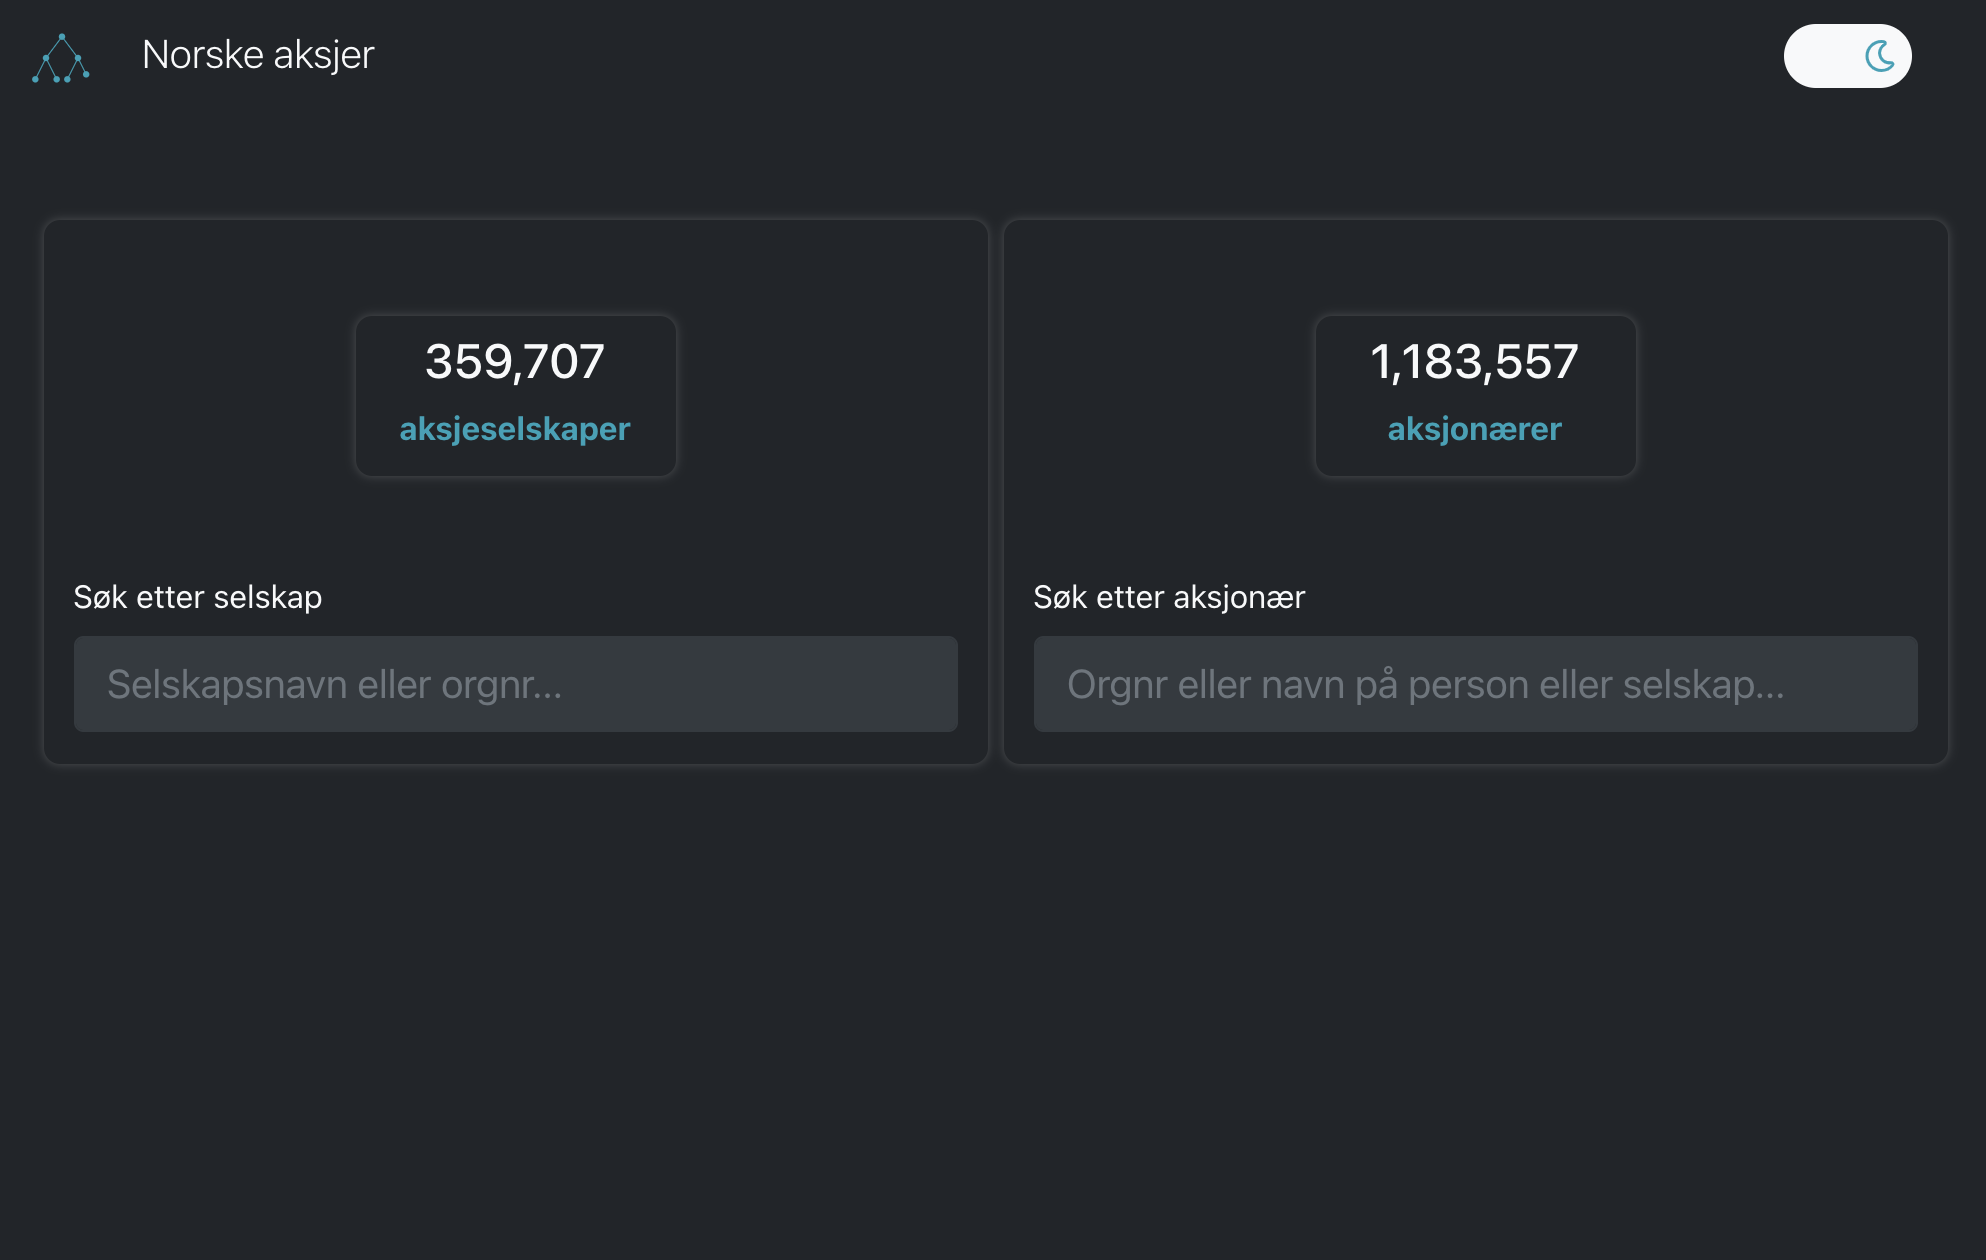 Norske aksjer
359,707
aksjeselskaper
Søk etter selskap
Selskapsnavn eller orgnr...
1,183,557
aksjonærer
Søk etter aksjonær
Orgnr eller navn på person eller selskap...